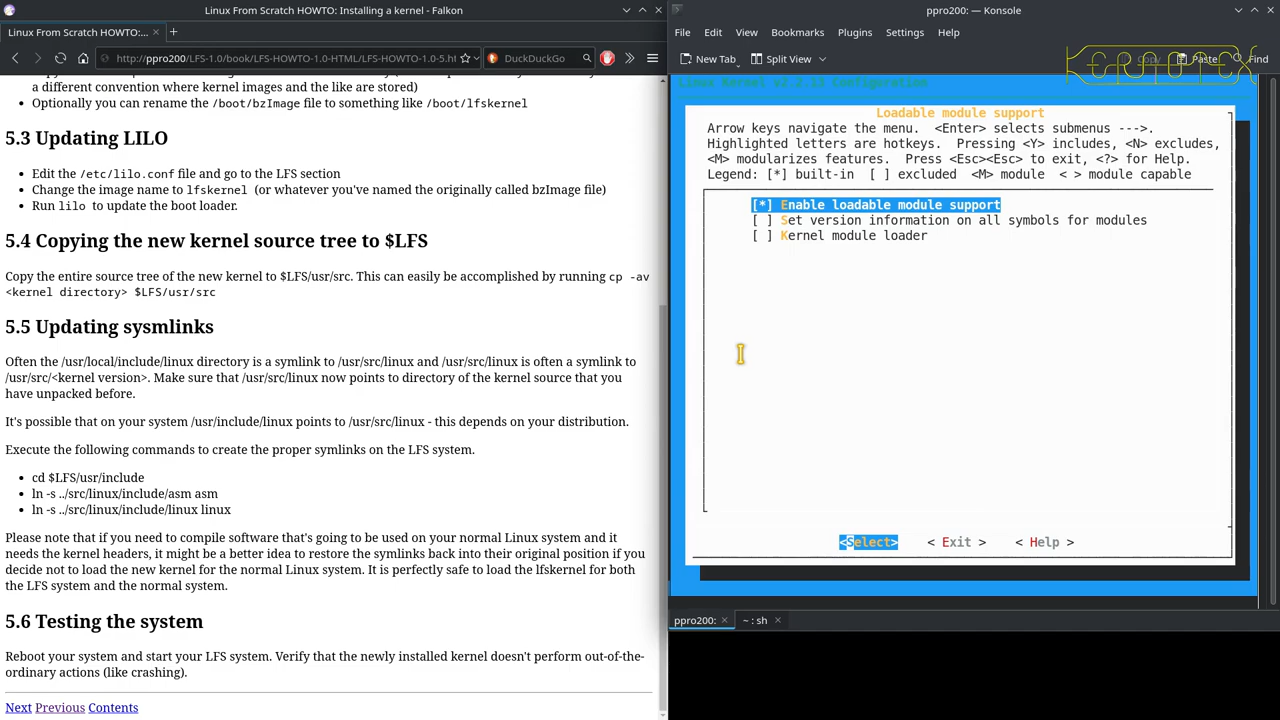 Linux From Scratch HOWTO: Installing a kernel - Falkon
Linux From Scratch HOWTO:...
http://ppro200/LFS-1.0/book/LFS-HOWTO-1.0-HTML/LFS-HOWTO-1.0-5.h
DuckDuckGo
a different convention where kernel images and the like are stored)
• Optionally you can rename the /boot/bzImage file to something like /boot/lfskernel
5.3 Updating LILO
• Edit the /etc/lilo.conf file and go to the LFS section
• Change the image name to lfskernel (or whatever you've named the originally called bzImage file)
• Run lilo to update the boot loader.
5.4 Copying the new kernel source tree to $LFS
Copy the entire source tree of the new kernel to $LFS/usr/src. This can easily be accomplished by running cp -av
<kernel directory> $LFS/usr/src
5.5 Updating sysmlinks
Often the /usr/local/include/linux directory is a symlink to /usr/src/linux and /usr/src/linux is often a symlink to
/usr/src/<kernel version>. Make sure that /usr/src/linux now points to directory of the kernel source that you
have unpacked before.
It's possible that on your system /usr/include/linux points to /usr/src/linux - this depends on your distribution.
Execute the following commands to create the proper symlinks on the LFS system.
• cd $LFS/usr/include
• ln -s ../src/linux/include/asm asm
• ln -s ../src/linux/include/linux linux
Please note that if you need to compile software that's going to be used on your normal Linux system and it
needs the kernel headers, it might be a better idea to restore the symlinks back into their original position if you
decide not to load the new kernel for the normal Linux system. It is perfectly safe to load the lfskernel for both
the LFS system and the normal system.
5.6 Testing the system
Reboot your system and start your LFS system. Verify that the newly installed kernel doesn't perform out-of-the-
ordinary actions (like crashing).
Next Previous Contents
ppro200: — Konsole
File Edit View Bookmarks Plugins Settings Help
New Tab Split View Copy Paste Find
Linux Kernel v2.2.13 Configuration
Loadable module support
Arrow keys navigate the menu. <Enter> selects submenus --->.
Highlighted letters are hotkeys. Pressing <Y> includes, <N> excludes,
<M> modularizes features. Press <Esc><Esc> to exit, <?> for Help.
Legend: [*] built-in [ ] excluded <M> module < > module capable
[*] Enable loadable module support
[ ] Set version information on all symbols for modules
[ ] Kernel module loader
<Select> < Exit > < Help >
ppro200: ~ : sh